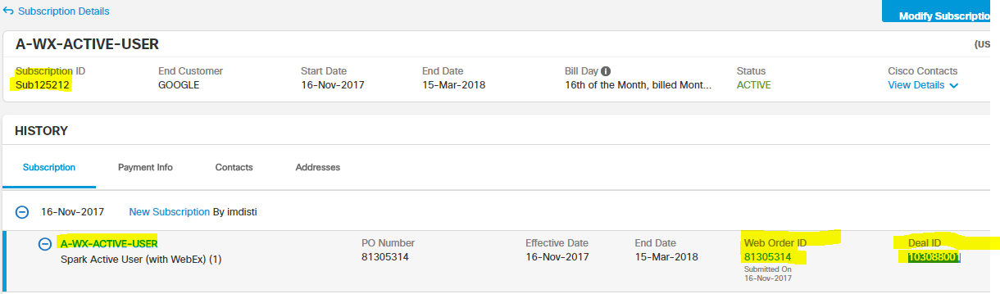 Subscription Details
Modify Subscriptio
A-WX-ACTIVE-USER
(US
Subscription ID End Customer Start Date End Date Bill Day Status Cisco Contacts
Sub125212 GOOGLE 16-Nov-2017 15-Mar-2018 16th of the Month, billed Mont... ACTIVE View Details
HISTORY
Subscription Payment Info Contacts Addresses
16-Nov-2017 New Subscription By imdisti
A-WX-ACTIVE-USER PO Number Effective Date End Date Web Order ID Deal ID
Spark Active User (with WebEx) (1) 81305314 16-Nov-2017 15-Mar-2018 81305314 103088001
Submitted On
16-Nov-2017